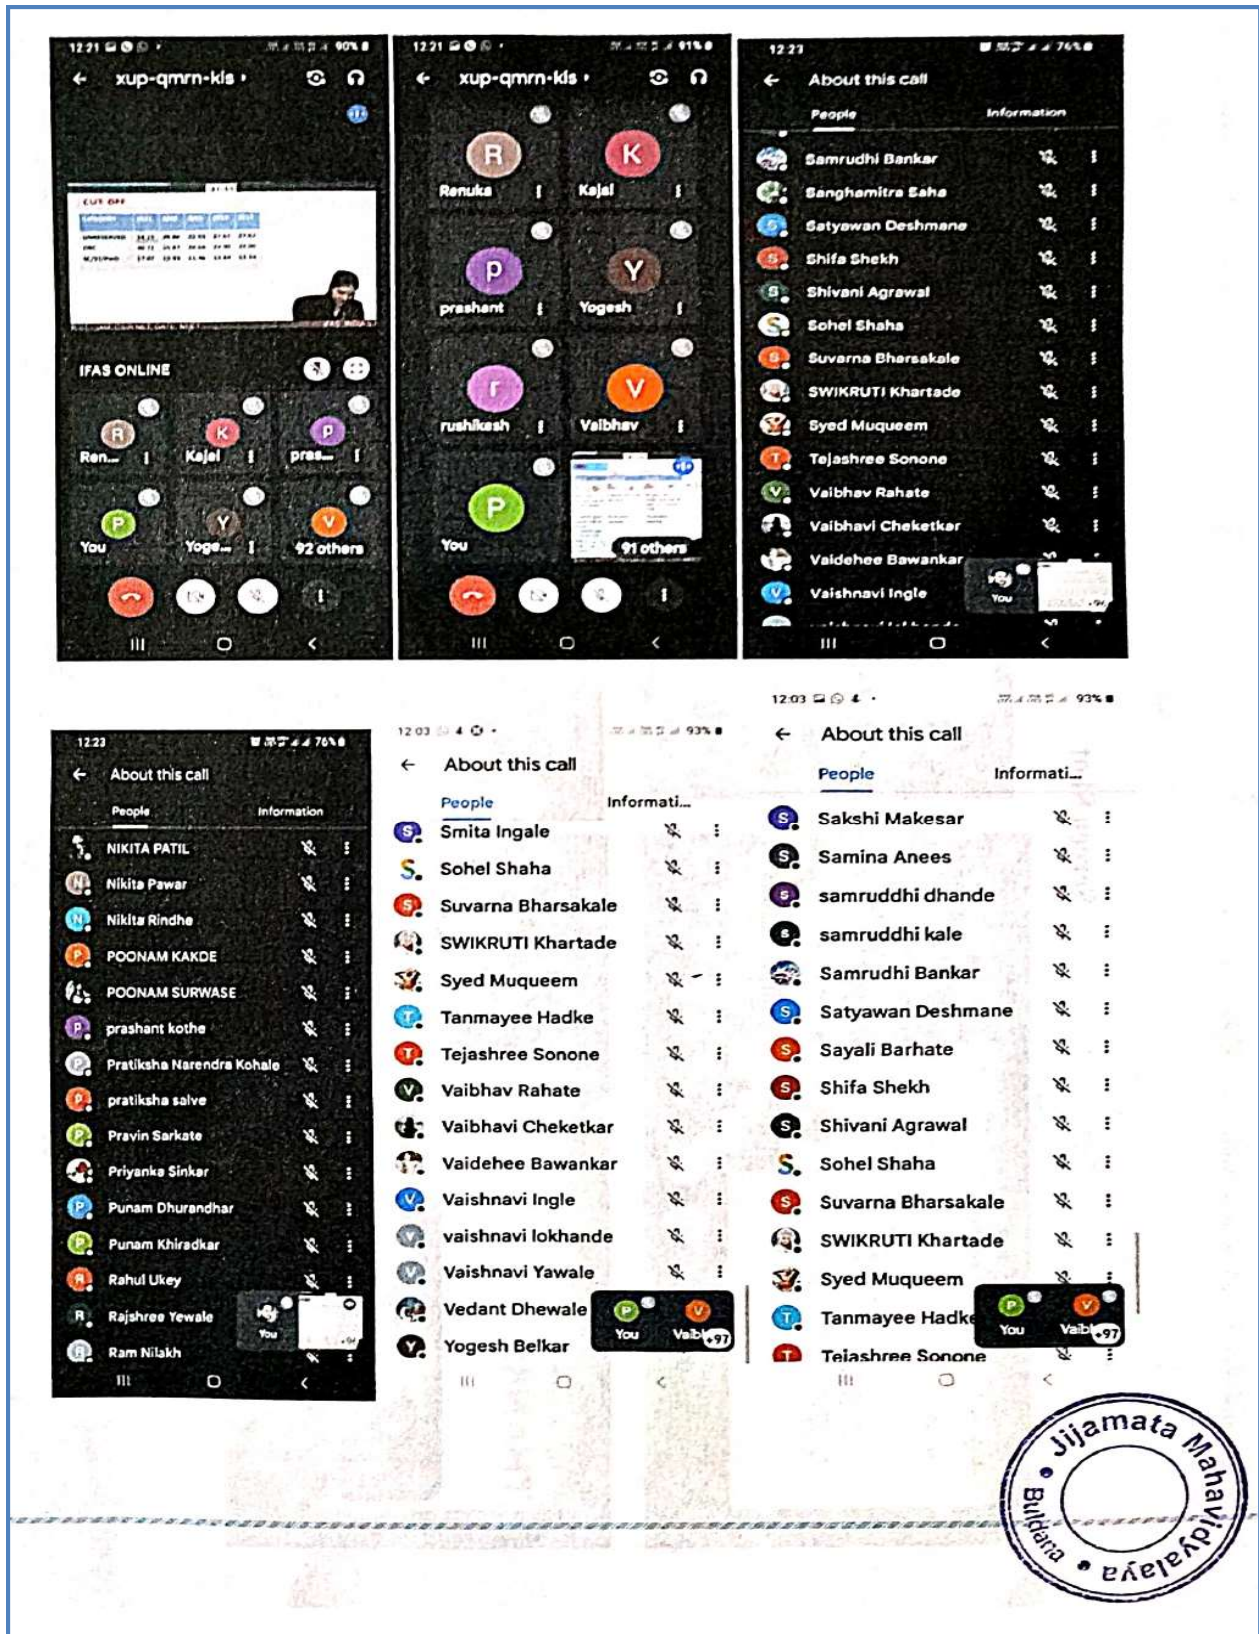 12:21
90%
xup-qmrn-kls
CUT OFF
IFAS ONLINE
Ren...
Kajal
pras...
You
Yoge...
92 others
12:21
91%
xup-qmrn-kls
R
K
Renuka
Kajal
p
Y
prashant
Yogesh
r
V
rushikesh
Vaibhav
P
You
91 others
12:23
76%
About this call
People
Information
Samrudhi Bankar
Sanghamitra Saha
Satyawan Deshmane
Shifa Shekh
Shivani Agrawal
Sohel Shaha
Suvarna Bharsakale
SWIKRUTI Khartade
Syed Muqueem
Tejashree Sonone
Vaibhav Rahate
Vaibhavi Cheketkar
Vaidehee Bawankar
Vaishnavi Ingle
You
12:23
76%
About this call
People
Information
NIKITA PATIL
Nikita Pawar
Nikita Rindhe
POONAM KAKDE
POONAM SURWASE
prashant kothe
Pratiksha Narendra Kohale
pratiksha salve
Pravin Sarkate
Priyanka Sinkar
Punam Dhurandhar
Punam Khiradkar
Rahul Ukey
Rajshree Yewale
Ram Nilakh
You
12:03
93%
About this call
People
Informati...
Smita Ingale
Sohel Shaha
Suvarna Bharsakale
SWIKRUTI Khartade
Syed Muqueem
Tanmayee Hadke
Tejashree Sonone
Vaibhav Rahate
Vaibhavi Cheketkar
Vaidehee Bawankar
Vaishnavi Ingle
vaishnavi lokhande
Vaishnavi Yawale
Vedant Dhewale
Yogesh Belkar
You
+97
12:03
93%
About this call
People
Informati...
Sakshi Makesar
Samina Anees
samruddhi dhande
samruddhi kale
Samrudhi Bankar
Satyawan Deshmane
Sayali Barhate
Shifa Shekh
Shivani Agrawal
Sohel Shaha
Suvarna Bharsakale
SWIKRUTI Khartade
Syed Muqueem
Tanmayee Hadke
Tejashree Sonone
You
+97
Jijamata Mahavidyalaya
Buldana